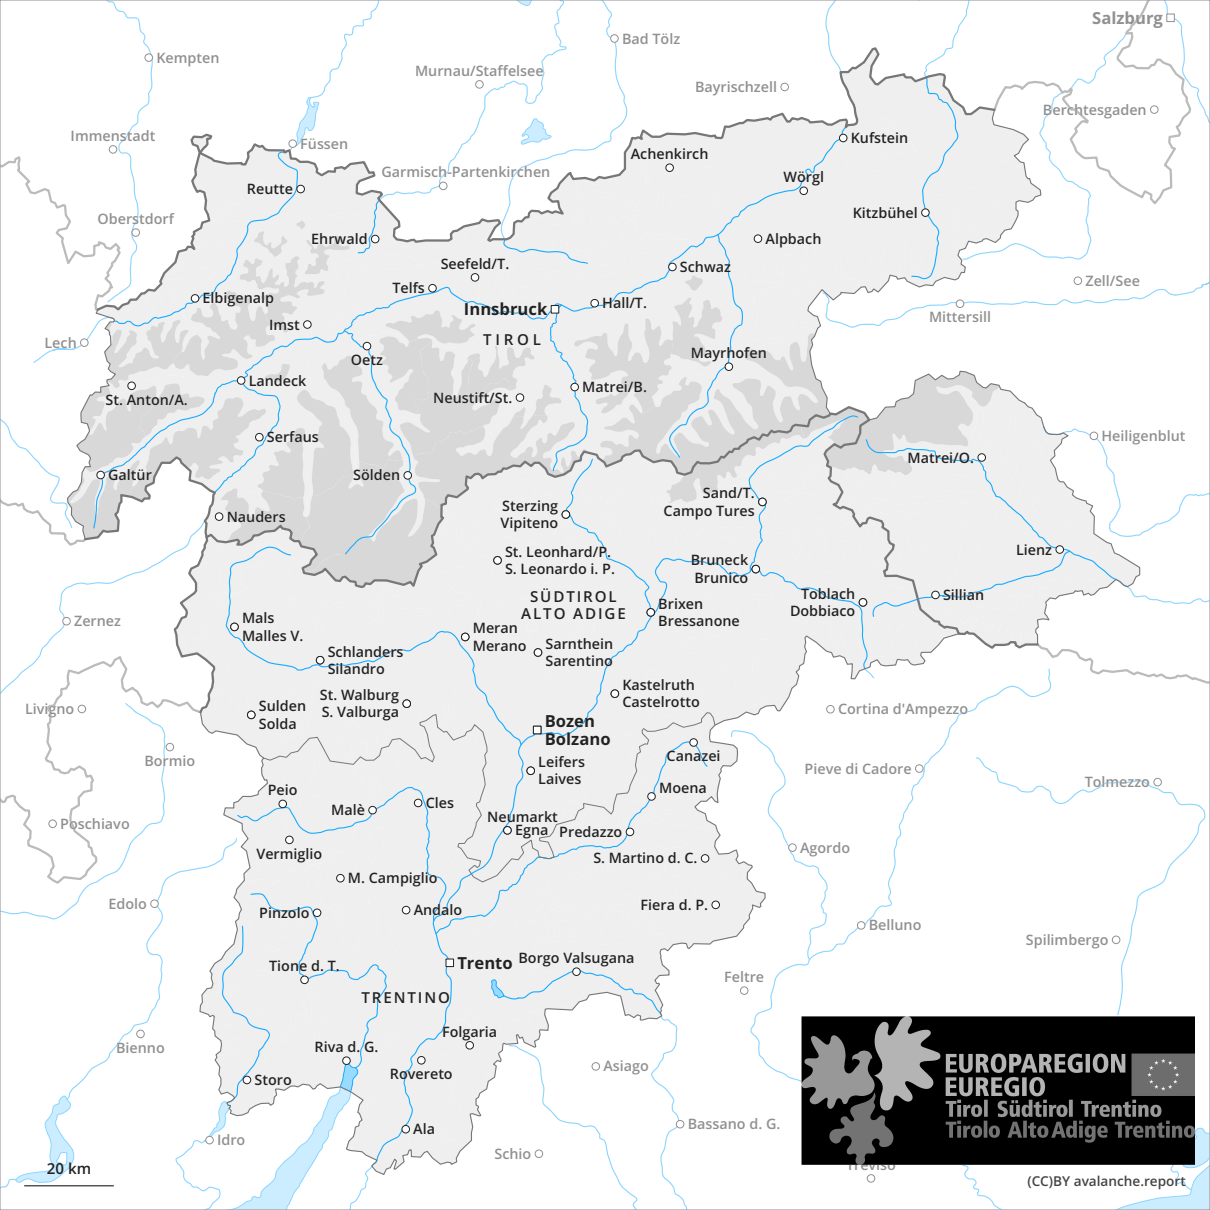 Salzburg
Bad Tölz
Kempten
Murnau/Staffelsee
Bayrischzell
Berchtesgaden
Immenstadt
Füssen
Kufstein
Achenkirch
Garmisch-Partenkirchen
Wörgl
Reutte
Oberstdorf
Kitzbühel
Ehrwald
Alpbach
Seefeld/T.
Schwaz
Zell/See
Telfs
Elbigenalp
Hall/T.
Innsbruck
Mittersill
Imst
TIROL
Lech
Mayrhofen
Oetz
Landeck
Matrei/B.
St. Anton/A.
Neustift/St.
Serfaus
Heiligenblut
Matrei/O.
Galtür
Sölden
Sand/T.
Campo Tures
Sterzing
Vipiteno
Nauders
Lienz
St. Leonhard/P.
S. Leonardo i. P.
Bruneck
Brunico
SÜDTIROL
ALTO ADIGE
Toblach
Dobbiaco
Sillian
Brixen
Bressanone
Zernez
Mals
Malles V.
Meran
Merano
Sarnthein
Sarentino
Schlanders
Silandro
Kastelruth
Castelrotto
St. Walburg
S. Valburga
Livigno
Sulden
Solda
Cortina d'Ampezzo
Bozen
Bolzano
Bormio
Canazei
Leifers
Laives
Pieve di Cadore
Tolmezzo
Peio
Moena
Malè
Cles
Neumarkt
Egna
Predazzo
Poschiavo
Vermiglio
Agordo
S. Martino d. C.
M. Campiglio
Edolo
Pinzolo
Andalo
Fiera d. P.
Belluno
Spilimbergo
Trento
Borgo Valsugana
Tione d. T.
Feltre
TRENTINO
Folgaria
Bienno
Riva d. G.
Asiago
Rovereto
Storo
EUROPAREGION
EUREGIO
Tirol Südtirol Trentino
Tirolo Alto Adige Trentino
Bassano d. G.
Ala
Idro
Schio
Treviso
20 km
(CC)BY avalanche.report